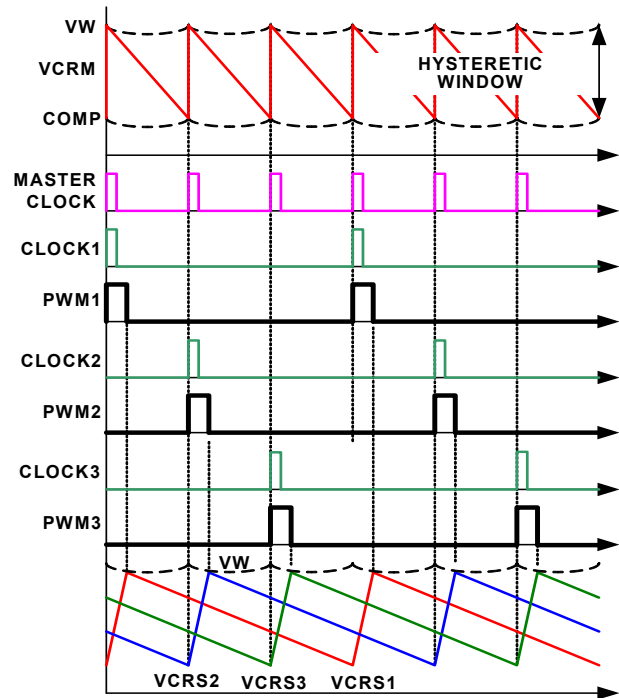 VW
VCRM
HYSTERETIC
WINDOW
COMP
MASTER
CLOCK
CLOCK1
PWM1
CLOCK2
PWM2
CLOCK3
PWM3
VW
VCRS2 VCRS3 VCRS1